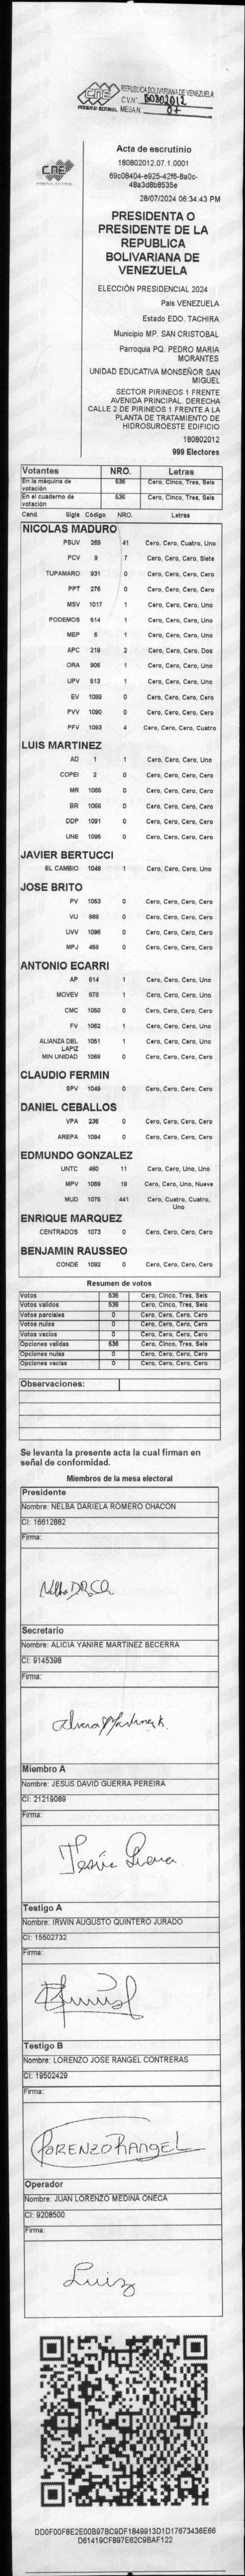 CNE
PODER ELECTORAL
REPUBLICA BOLIVARIANA DE VENEZUELA
C.V.Nº. 180802012
MESA.N. 01
CNE
Acta de escrutinio
180802012.07.1.0001
28/07/2024 06:34:43 PM
PRESIDENTA O
PRESIDENTE DE LA
REPUBLICA
BOLIVARIANA DE
VENEZUELA
ELECCIÓN PRESIDENCIAL 2024
Pais VENEZUELA
Estado EDO. TACHIRA
Municipio MP. SAN CRISTOBAL
Parroquia PQ. PEDRO MARIA
MORANTES
UNIDAD EDUCATIVA MONSEÑOR SAN
MIGUEL
SECTOR PIRINEOS 1 FRENTE
AVENIDA PRINCIPAL. DERECHA
CALLE 2 DE PIRINEOS 1 FRENTE A LA
PLANTA DE TRATAMIENTO DE
HIDROSUROESTE EDIFICIO
180802012
999 Electores
Votantes NRO. Letras
En la máquina de votación 536 Cero, Cinco, Tres, Seis
En el cuaderno de votación 536 Cero, Cinco, Tres, Seis
Cand. Sigla Código NRO. Letras
NICOLAS MADURO
PSUV 269 41 Cero, Cero, Cuatro, Uno
PCV 9 7 Cero, Cero, Cero, Siete
TUPAMARO 931 0 Cero, Cero, Cero, Cero
PPT 276 0 Cero, Cero, Cero, Cero
MSV 1017 1 Cero, Cero, Cero, Uno
PODEMOS 514 1 Cero, Cero, Cero, Uno
MEP 6 1 Cero, Cero, Cero, Uno
APC 219 2 Cero, Cero, Cero, Dos
ORA 906 1 Cero, Cero, Cero, Uno
UPV 513 1 Cero, Cero, Cero, Uno
EV 1089 0 Cero, Cero, Cero, Cero
PVV 1090 0 Cero, Cero, Cero, Cero
PFV 1093 4 Cero, Cero, Cero, Cuatro
LUIS MARTINEZ
AD 1 1 Cero, Cero, Cero, Uno
COPEI 2 0 Cero, Cero, Cero, Cero
MR 1065 0 Cero, Cero, Cero, Cero
BR 1066 0 Cero, Cero, Cero, Cero
DDP 1091 0 Cero, Cero, Cero, Cero
UNE 1095 0 Cero, Cero, Cero, Cero
JAVIER BERTUCCI
EL CAMBIO 1048 1 Cero, Cero, Cero, Uno
JOSE BRITO
PV 1053 0 Cero, Cero, Cero, Cero
VU 868 0 Cero, Cero, Cero, Cero
UVV 1096 0 Cero, Cero, Cero, Cero
MPJ 458 0 Cero, Cero, Cero, Cero
ANTONIO ECARRI
AP 814 1 Cero, Cero, Cero, Uno
MOVEV 878 1 Cero, Cero, Cero, Uno
CMC 1050 0 Cero, Cero, Cero, Cero
FV 1062 1 Cero, Cero, Cero, Uno
ALIANZA DEL LAPIZ 1051 1 Cero, Cero, Cero, Uno
MIN UNIDAD 1068 0 Cero, Cero, Cero, Cero
CLAUDIO FERMIN
SPV 1049 0 Cero, Cero, Cero, Cero
DANIEL CEBALLOS
VPA 236 0 Cero, Cero, Cero, Cero
AREPA 1094 0 Cero, Cero, Cero, Cero
EDMUNDO GONZALEZ
UNTC 460 11 Cero, Cero, Uno, Uno
MPV 1069 19 Cero, Cero, Uno, Nueve
MUD 1075 441 Cero, Cuatro, Cuatro,
Uno
ENRIQUE MARQUEZ
CENTRADOS 1073 0 Cero, Cero, Cero, Cero
BENJAMIN RAUSSEO
CONDE 1092 0 Cero, Cero, Cero, Cero
Resumen de votos
Votos 536 Cero, Cinco, Tres, Seis
Votos validos 536 Cero, Cinco, Tres, Seis
Votos parciales 0 Cero, Cero, Cero, Cero
Votos nulos 0 Cero, Cero, Cero, Cero
Votos vacios 0 Cero, Cero, Cero, Cero
Opciones validas 536 Cero, Cinco, Tres, Seis
Opciones nulas 0 Cero, Cero, Cero, Cero
Opciones vacias 0 Cero, Cero, Cero, Cero
Observaciones:
Se levanta la presente acta la cual firman en
señal de conformidad.
Miembros de la mesa electoral
Presidente
Nombre: NELBA DARIELA ROMERO CHACON
CI: 16612882
Firma:
Secretario
Nombre: ALICIA YANIRE MARTINEZ BECERRA
CI: 9145398
Firma:
Miembro A
Nombre: JESUS DAVID GUERRA PEREIRA
CI: 21219089
Firma:
Jesús Guerra
Testigo A
Nombre: IRWIN AUGUSTO QUINTERO JURADO
CI: 15502732
Firma:
Testigo B
Nombre: LORENZO JOSE RANGEL CONTRERAS
CI: 19502429
Firma:
LORENZO RANGEL
Operador
Nombre: JUAN LORENZO MEDINA ONECA
CI: 9208500
Firma:
Luiz